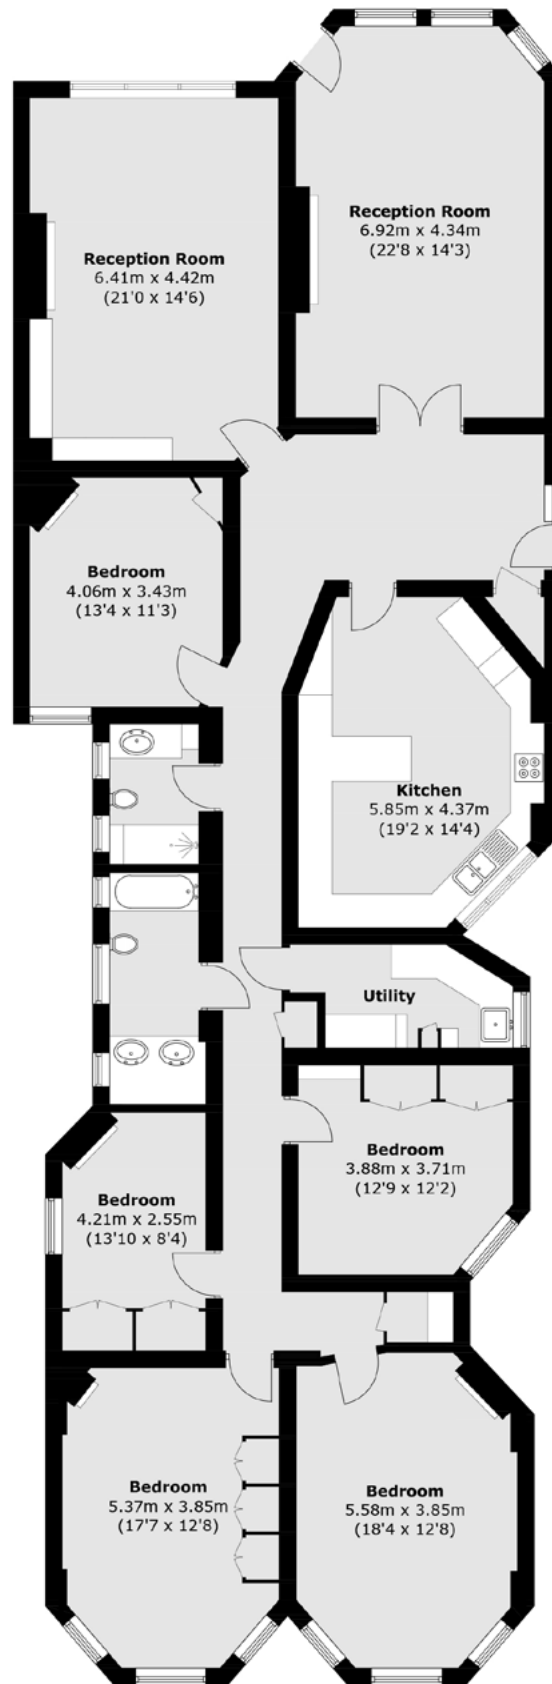 Reception Room
6.92m x 4.34m
(22'8 x 14'3)
Reception Room
6.41m x 4.42m
(21'0 x 14'6)
Bedroom
4.06m x 3.43m
(13'4 x 11'3)
Kitchen
5.85m x 4.37m
(19'2 x 14'4)
Utility
Bedroom
3.88m x 3.71m
(12'9 x 12'2)
Bedroom
4.21m x 2.55m
(13'10 x 8'4)
Bedroom
5.37m x 3.85m
(17'7 x 12'8)
Bedroom
5.58m x 3.85m
(18'4 x 12'8)